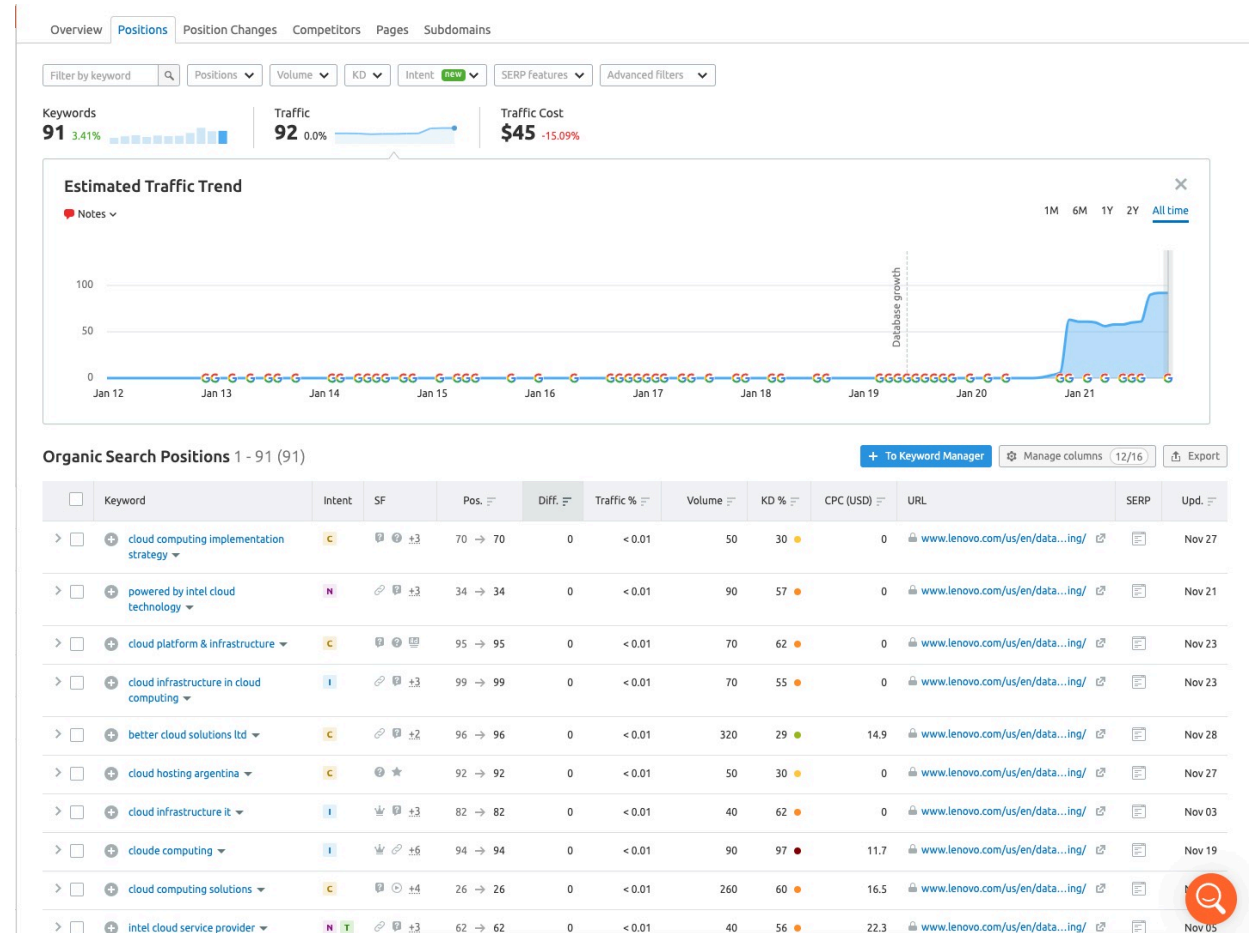 Overview Positions Position Changes Competitors Pages Subdomains
Filter by keyword Positions Volume KD Intent new SERP features Advanced filters
Keywords Traffic Traffic Cost
91 3.41% 92 0.0% $45 -15.09%
Estimated Traffic Trend
Notes
1M 6M 1Y 2Y All time
100
50
0
Database growth
Jan 12 Jan 13 Jan 14 Jan 15 Jan 16 Jan 17 Jan 18 Jan 19 Jan 20 Jan 21
Organic Search Positions 1 - 91 (91)
+ To Keyword Manager Manage columns 12/16 Export
Keyword Intent SF Pos. Diff. Traffic % Volume KD % CPC (USD) URL SERP Upd.
cloud computing implementation C +3 70 → 70 0 < 0.01 50 30 0 www.lenovo.com/us/en/data...ing/ Nov 27
strategy
powered by intel cloud N +3 34 → 34 0 < 0.01 90 57 0 www.lenovo.com/us/en/data...ing/ Nov 21
technology
cloud platform & infrastructure C 95 → 95 0 < 0.01 70 62 0 www.lenovo.com/us/en/data...ing/ Nov 23
cloud infrastructure in cloud I +3 99 → 99 0 < 0.01 70 55 0 www.lenovo.com/us/en/data...ing/ Nov 23
computing
better cloud solutions ltd C +2 96 → 96 0 < 0.01 320 29 14.9 www.lenovo.com/us/en/data...ing/ Nov 28
cloud hosting argentina C 92 → 92 0 < 0.01 50 30 0 www.lenovo.com/us/en/data...ing/ Nov 27
cloud infrastructure it I +3 82 → 82 0 < 0.01 40 62 0 www.lenovo.com/us/en/data...ing/ Nov 03
cloude computing I +6 94 → 94 0 < 0.01 90 97 11.7 www.lenovo.com/us/en/data...ing/ Nov 19
cloud computing solutions C +4 26 → 26 0 < 0.01 260 60 16.5 www.lenovo.com/us/en/data...ing/
intel cloud service provider N T +3 62 → 62 0 < 0.01 40 56 22.3 www.lenovo.com/us/en/data...ing/ Nov 05